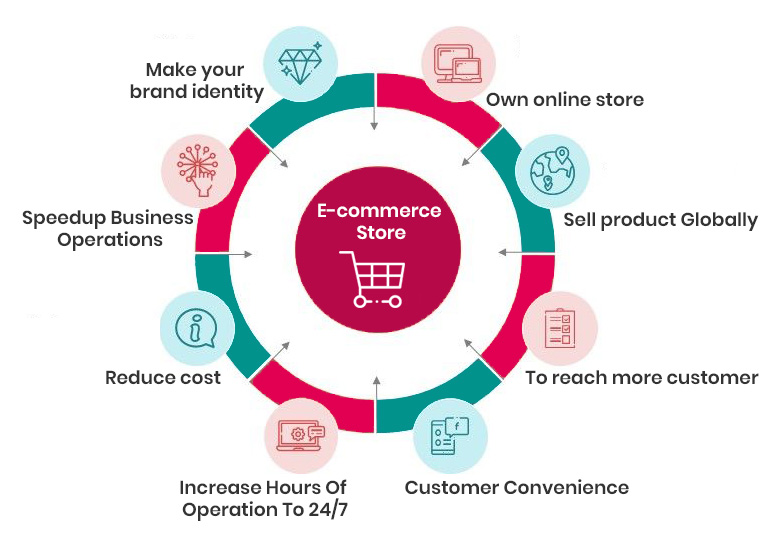 Make your
brand identity
Own online store
Speedup Business
Operations
E-commerce
Store
Sell product Globally
Reduce cost
To reach more customer
Increase Hours Of
Operation To 24/7
Customer Convenience
i
f